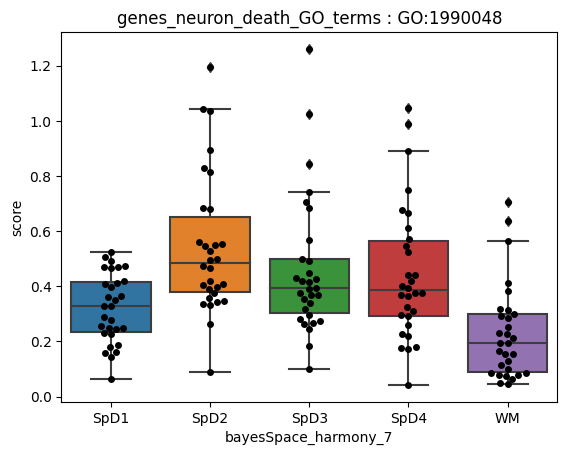 genes_neuron_death_GO_terms : GO:1990048
score
1.2
1.0
0.8
0.6
0.4
0.2
0.0
SpD1 SpD2 SpD3 SpD4 WM
bayesSpace_harmony_7